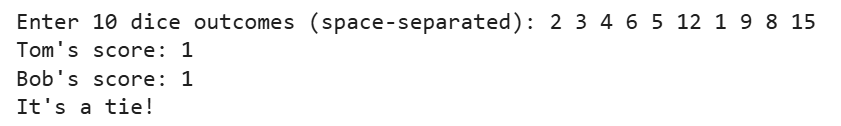 Enter 10 dice outcomes (space-separated): 2 3 4 6 5 12 1 9 8 15
Tom's score: 1
Bob's score: 1
It's a tie!